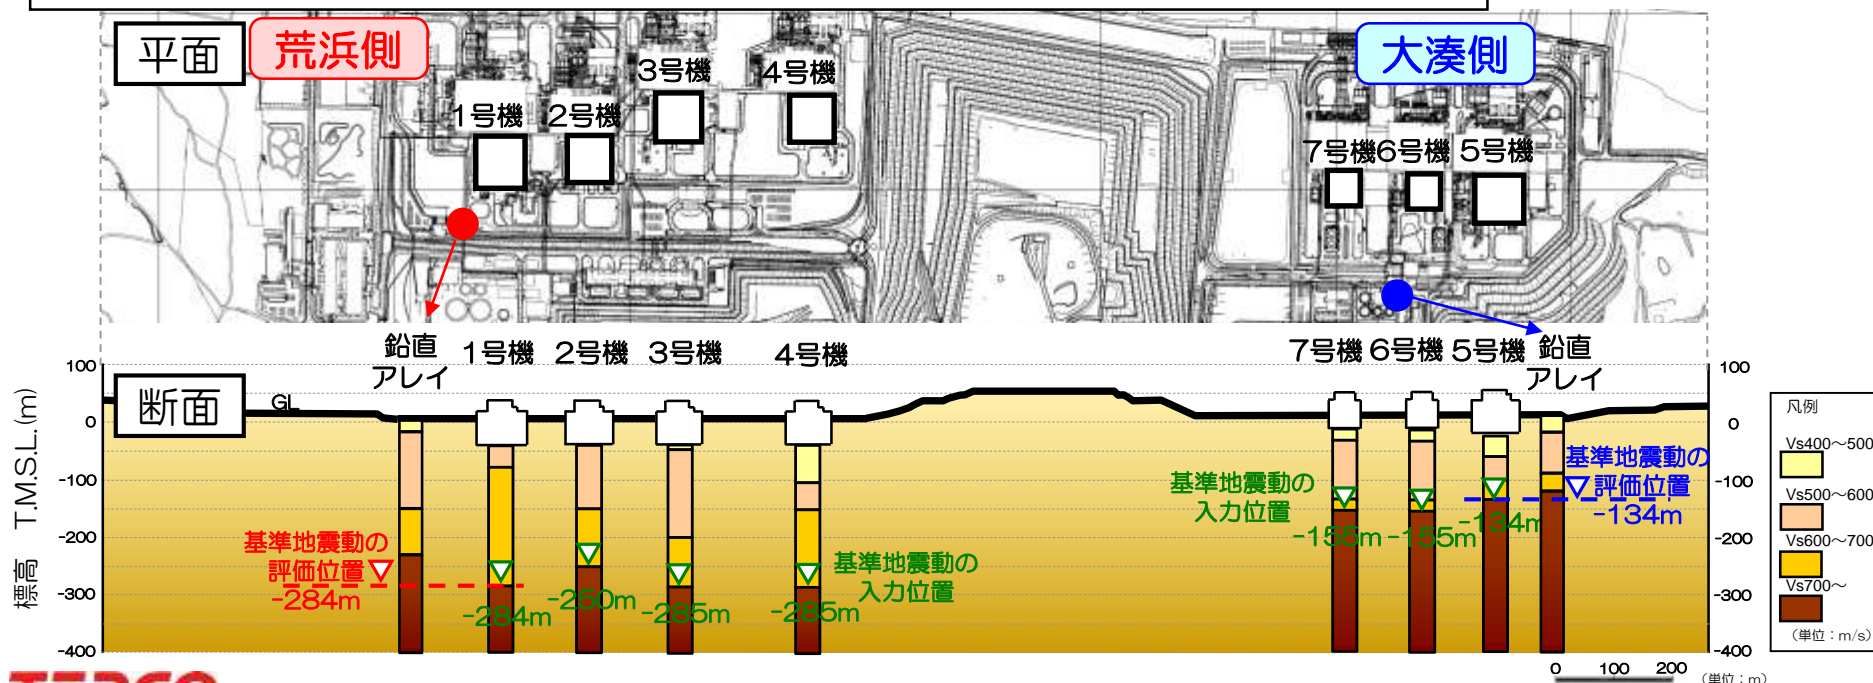 平面
荒浜側
大湊側
1号機
2号機
3号機
4号機
7号機
6号機
5号機
鉛直
アレイ
1号機
2号機
3号機
4号機
7号機
6号機
5号機
鉛直
アレイ
断面
GL
標高 T.M.S.L.(m)
100
0
-100
-200
-300
-400
100
0
-100
-200
-300
-400
基準地震動の
評価位置
-284m
-284m
-250m
-285m
-285m
基準地震動の
入力位置
基準地震動の
入力位置
-155m
-155m
-134m
基準地震動の
評価位置
-134m
凡例
Vs400～500
Vs500～600
Vs600～700
Vs700～
（単位：m/s）
0 100 200
（単位：m）
TEPCO